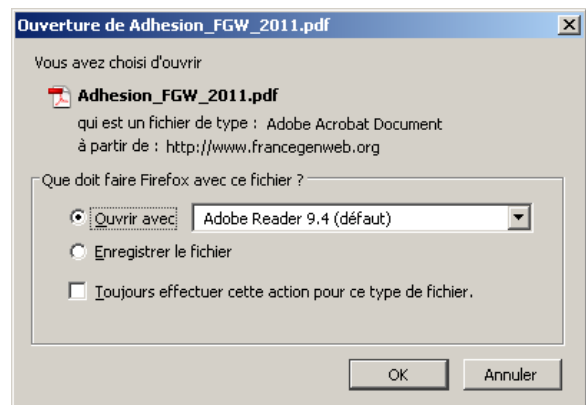 Ouverture de Adhesion_FGW_2011.pdf
Vous avez choisi d'ouvrir
Adhesion_FGW_2011.pdf
qui est un fichier de type : Adobe Acrobat Document
à partir de : http://www.francegenweb.org
Que doit faire Firefox avec ce fichier ?
Ouvrir avec Adobe Reader 9.4 (défaut)
Enregistrer le fichier
Toujours effectuer cette action pour ce type de fichier.
OK Annuler